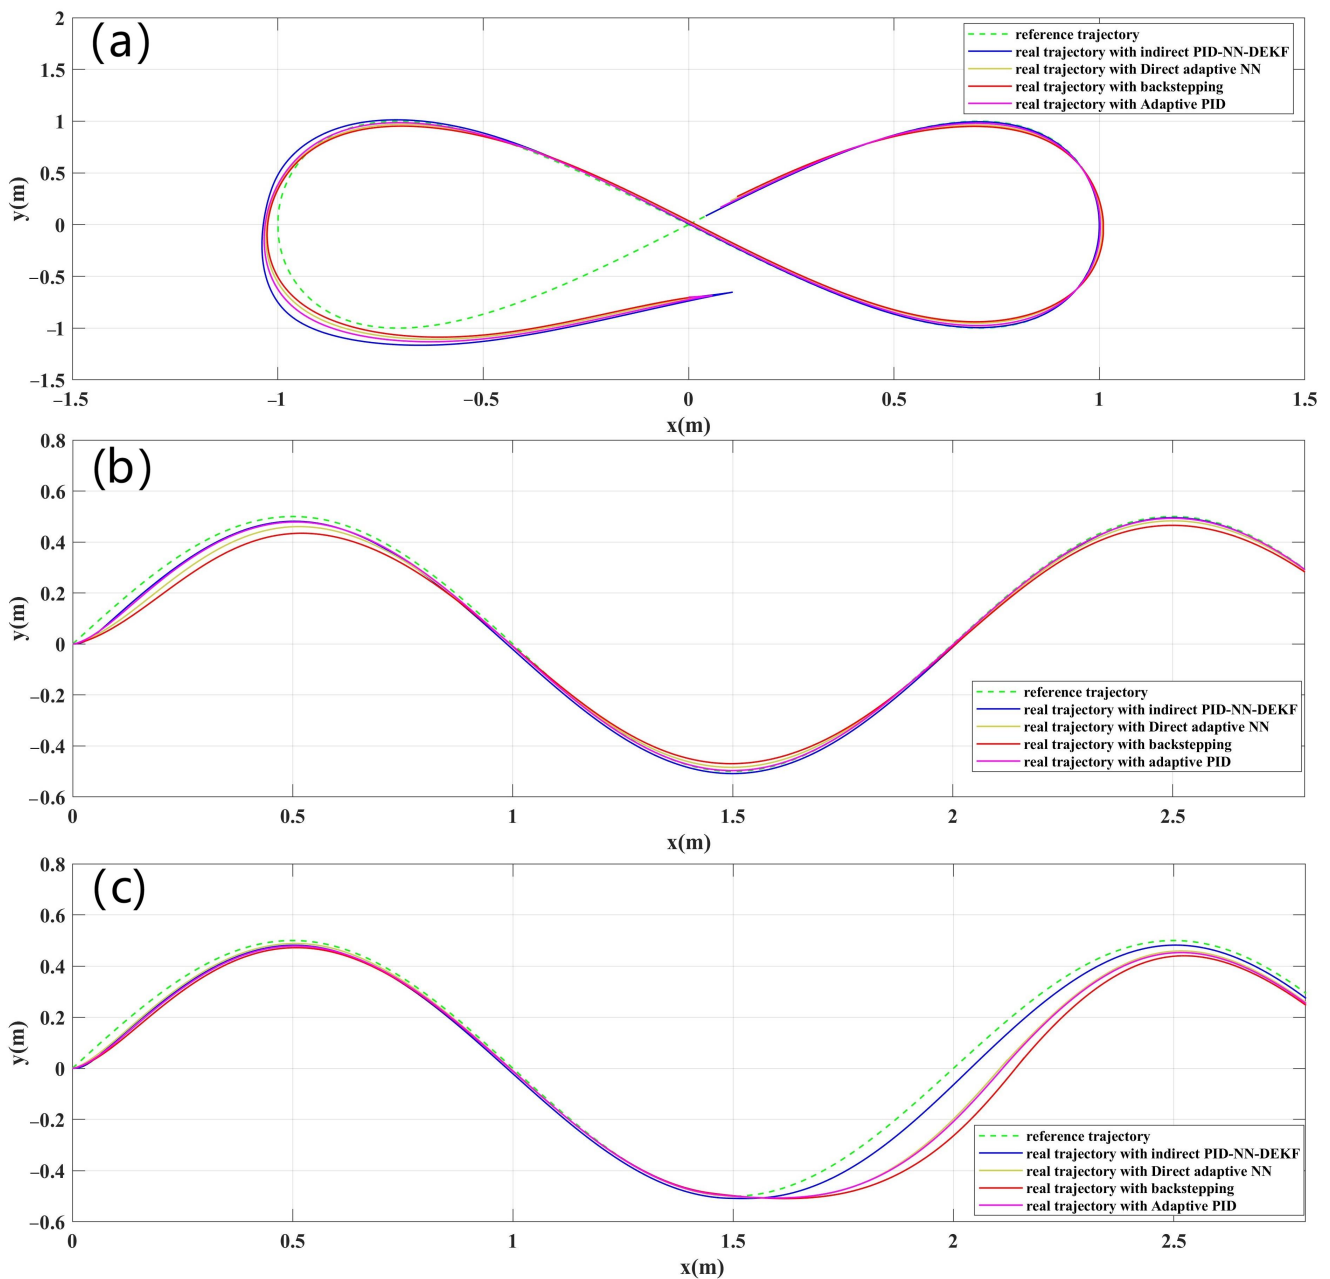 (a)
2
1.5
1
0.5
0
−0.5
−1
−1.5
y(m)
reference trajectory
real trajectory with indirect PID-NN-DEKF
real trajectory with Direct adaptive NN
real trajectory with backstepping
real trajectory with Adaptive PID
−1.5 −1 −0.5 0 0.5 1 1.5
x(m)
(b)
0.8
0.6
0.4
0.2
0
−0.2
−0.4
−0.6
y(m)
reference trajectory
real trajectory with indirect PID-NN-DEKF
real trajectory with Direct adaptive NN
real trajectory with backstepping
real trajectory with adaptive PID
0 0.5 1 1.5 2 2.5
x(m)
(c)
0.8
0.6
0.4
0.2
0
−0.2
−0.4
−0.6
y(m)
reference trajectory
real trajectory with indirect PID-NN-DEKF
real trajectory with Direct adaptive NN
real trajectory with backstepping
real trajectory with Adaptive PID
0 0.5 1 1.5 2 2.5
x(m)